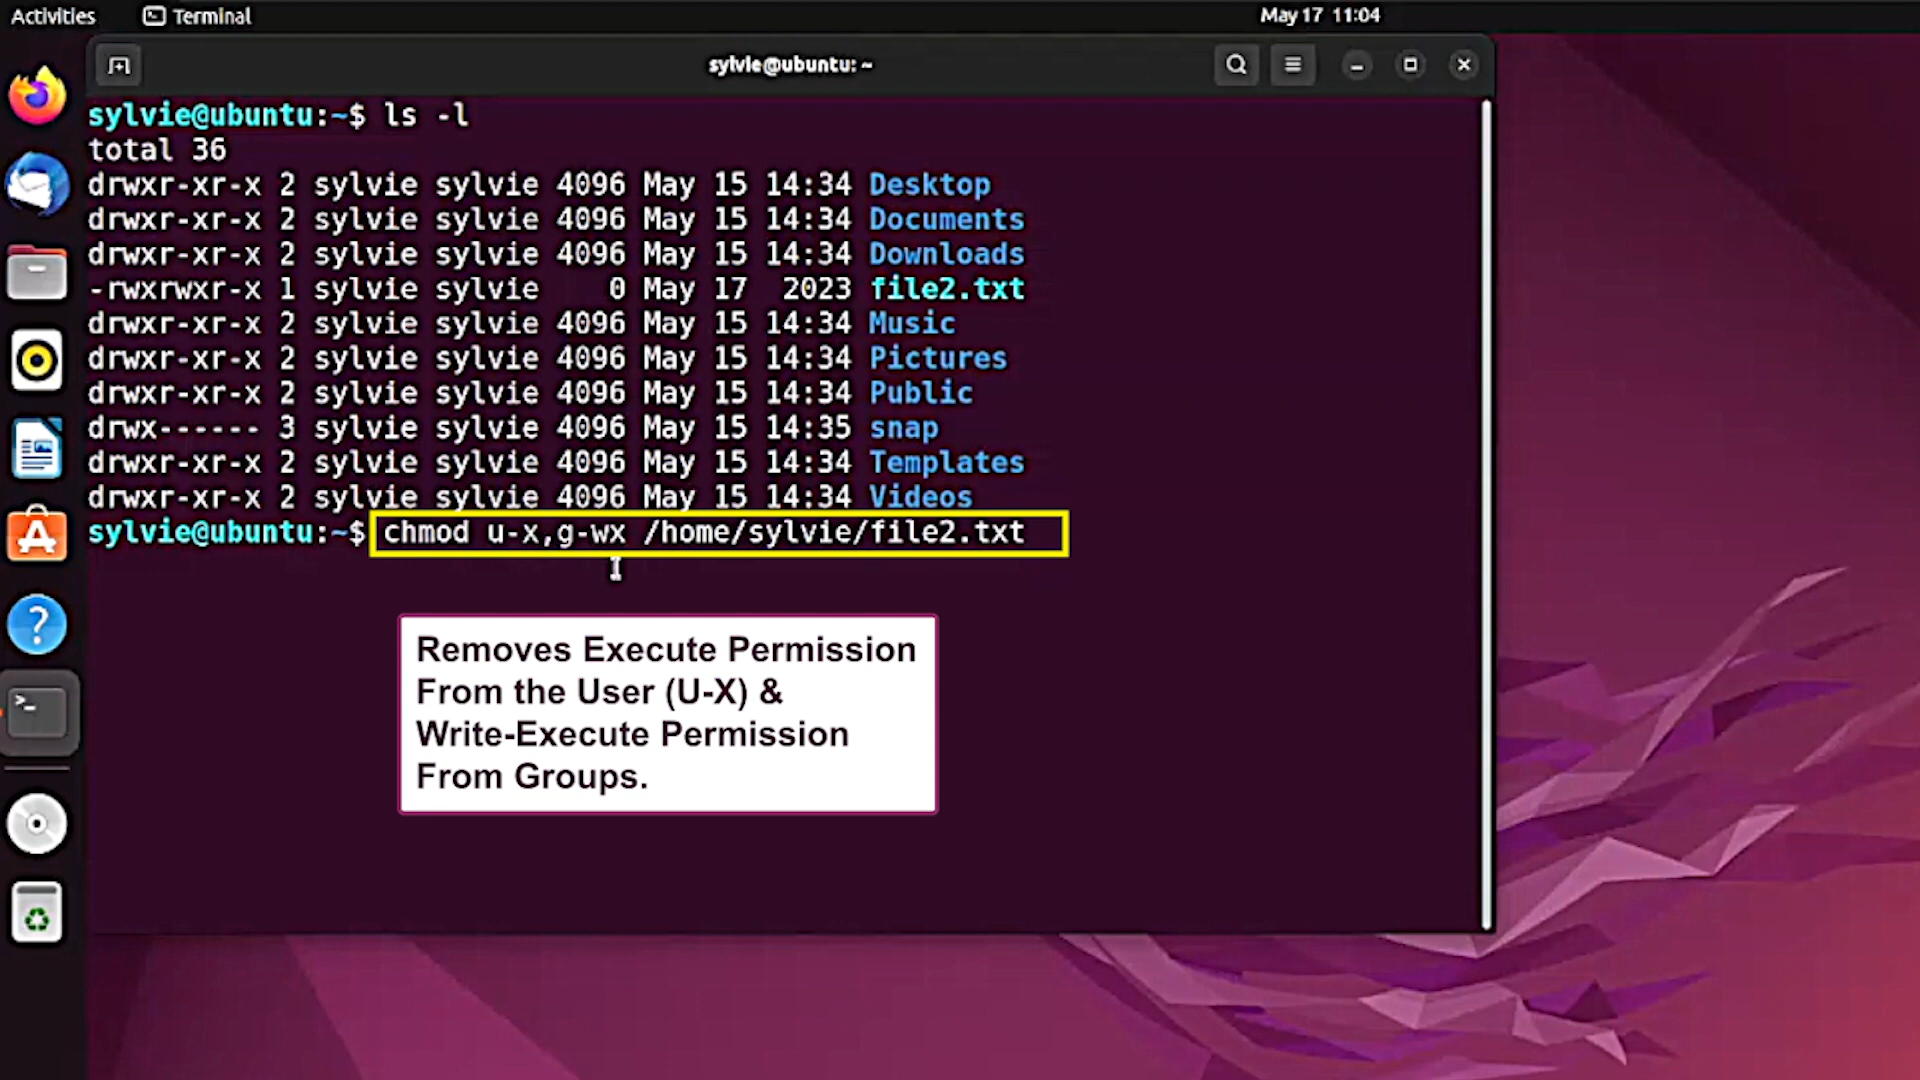 Activities Terminal May 17 11:04
sylvie@ubuntu: ~
sylvie@ubuntu:~$ ls -l
total 36
drwxr-xr-x 2 sylvie sylvie 4096 May 15 14:34 Desktop
drwxr-xr-x 2 sylvie sylvie 4096 May 15 14:34 Documents
drwxr-xr-x 2 sylvie sylvie 4096 May 15 14:34 Downloads
-rwxrwxr-x 1 sylvie sylvie    0 May 17  2023 file2.txt
drwxr-xr-x 2 sylvie sylvie 4096 May 15 14:34 Music
drwxr-xr-x 2 sylvie sylvie 4096 May 15 14:34 Pictures
drwxr-xr-x 2 sylvie sylvie 4096 May 15 14:34 Public
drwx------ 3 sylvie sylvie 4096 May 15 14:35 snap
drwxr-xr-x 2 sylvie sylvie 4096 May 15 14:34 Templates
drwxr-xr-x 2 sylvie sylvie 4096 May 15 14:34 Videos
sylvie@ubuntu:~$ chmod u-x,g-wx /home/sylvie/file2.txt
Removes Execute Permission
From the User (U-X) &
Write-Execute Permission
From Groups.